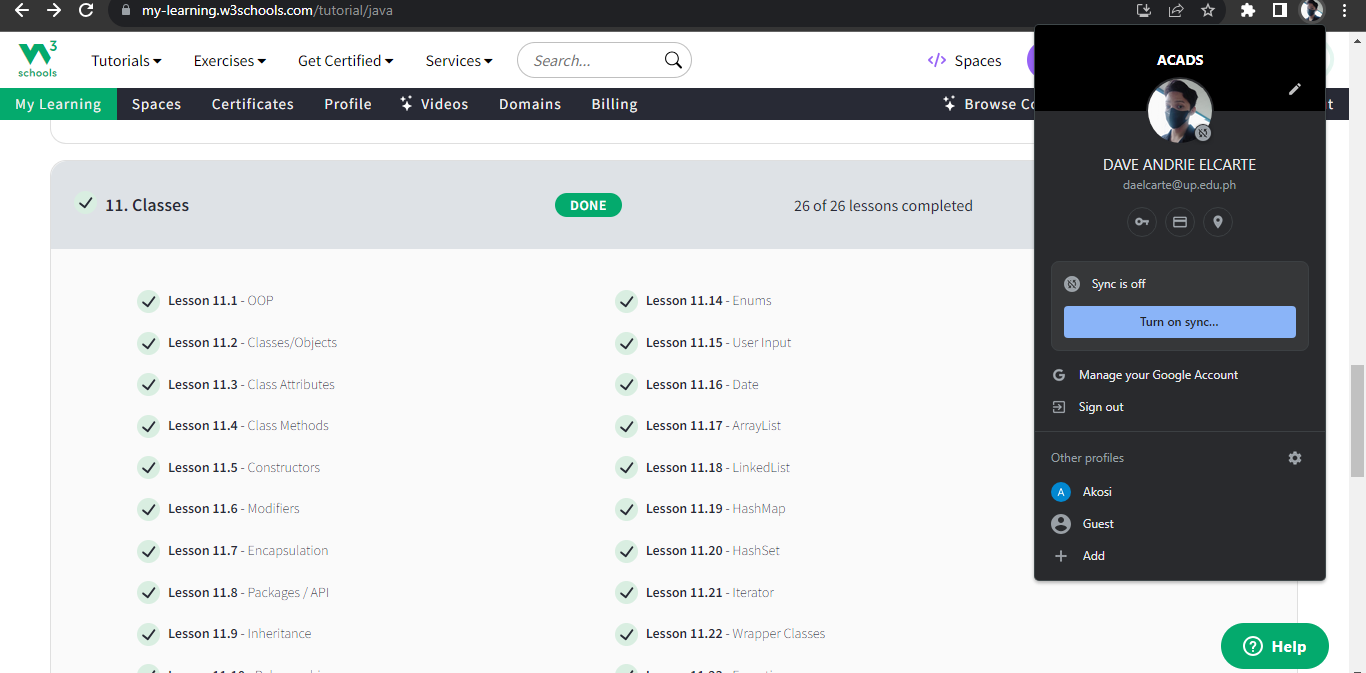 my-learning.w3schools.com/tutorial/java
W3
schools
Tutorials
Exercises
Get Certified
Services
Search...
</> Spaces
My Learning
Spaces
Certificates
Profile
Videos
Domains
Billing
Browse Co
t
11. Classes
DONE
26 of 26 lessons completed
Lesson 11.1 - OOP
Lesson 11.2 - Classes/Objects
Lesson 11.3 - Class Attributes
Lesson 11.4 - Class Methods
Lesson 11.5 - Constructors
Lesson 11.6 - Modifiers
Lesson 11.7 - Encapsulation
Lesson 11.8 - Packages / API
Lesson 11.9 - Inheritance
Lesson 11.14 - Enums
Lesson 11.15 - User Input
Lesson 11.16 - Date
Lesson 11.17 - ArrayList
Lesson 11.18 - LinkedList
Lesson 11.19 - HashMap
Lesson 11.20 - HashSet
Lesson 11.21 - Iterator
Lesson 11.22 - Wrapper Classes
ACADS
DAVE ANDRIE ELCARTE
daelcarte@up.edu.ph
Sync is off
Turn on sync...
G Manage your Google Account
Sign out
Other profiles
A Akosi
Guest
Add
Help